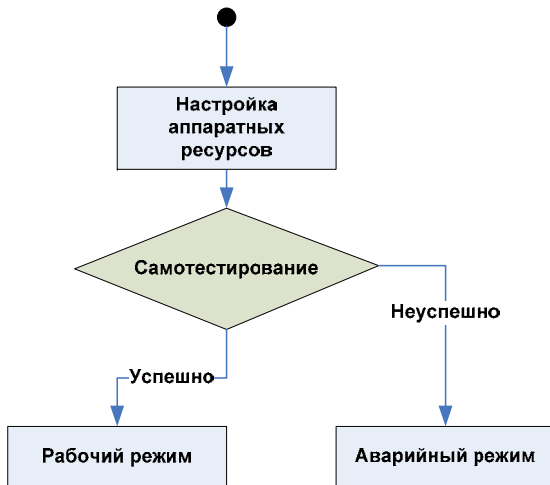 Настройка
аппаратных
ресурсов
Самотестирование
Неуспешно
Успешно
Рабочий режим
Аварийный режим